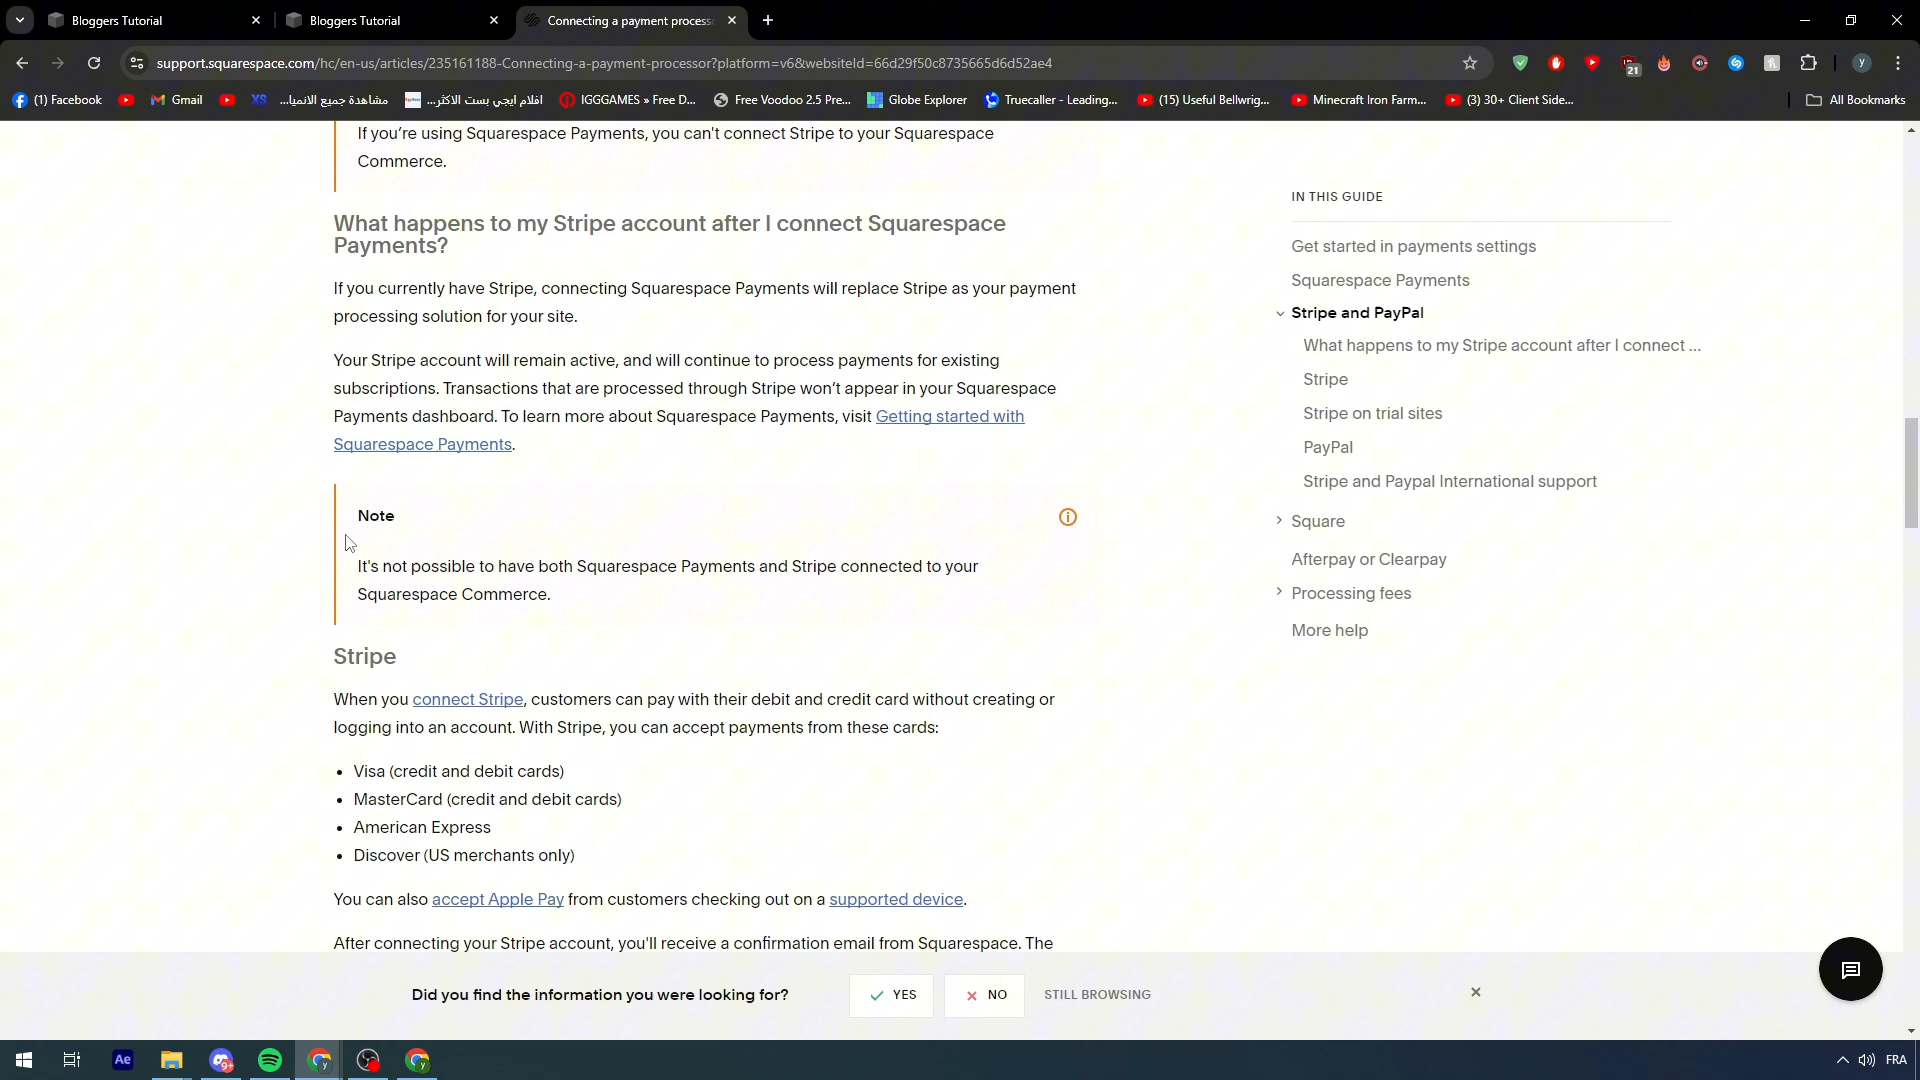 Bloggers Tutorial
Bloggers Tutorial
Connecting a payment process
support.squarespace.com/hc/en-us/articles/235161188-Connecting-a-payment-processor?platform=v6&websiteId=66d29f50c8735665d6d52ae4
21
y
(1) Facebook
Gmail
XS
مشاهدة جميع الانميا...
افلام ايجي بست الاكثر...
IGGGAMES » Free D...
Free Voodoo 2.5 Pre...
Globe Explorer
Truecaller - Leading...
(15) Useful Bellwrig...
Minecraft Iron Farm...
(3) 30+ Client Side...
All Bookmarks
If you’re using Squarespace Payments, you can't connect Stripe to your Squarespace
Commerce.
What happens to my Stripe account after I connect Squarespace
Payments?
If you currently have Stripe, connecting Squarespace Payments will replace Stripe as your payment
processing solution for your site.
Your Stripe account will remain active, and will continue to process payments for existing
subscriptions. Transactions that are processed through Stripe won’t appear in your Squarespace
Payments dashboard. To learn more about Squarespace Payments, visit Getting started with
Squarespace Payments.
Note
It's not possible to have both Squarespace Payments and Stripe connected to your
Squarespace Commerce.
Stripe
When you connect Stripe, customers can pay with their debit and credit card without creating or
logging into an account. With Stripe, you can accept payments from these cards:
• Visa (credit and debit cards)
• MasterCard (credit and debit cards)
• American Express
• Discover (US merchants only)
You can also accept Apple Pay from customers checking out on a supported device.
After connecting your Stripe account, you'll receive a confirmation email from Squarespace. The
IN THIS GUIDE
Get started in payments settings
Squarespace Payments
Stripe and PayPal
What happens to my Stripe account after I connect ...
Stripe
Stripe on trial sites
PayPal
Stripe and Paypal International support
Square
Afterpay or Clearpay
Processing fees
More help
Did you find the information you were looking for?
YES
NO
STILL BROWSING
Ae
9+
y
y
FRA